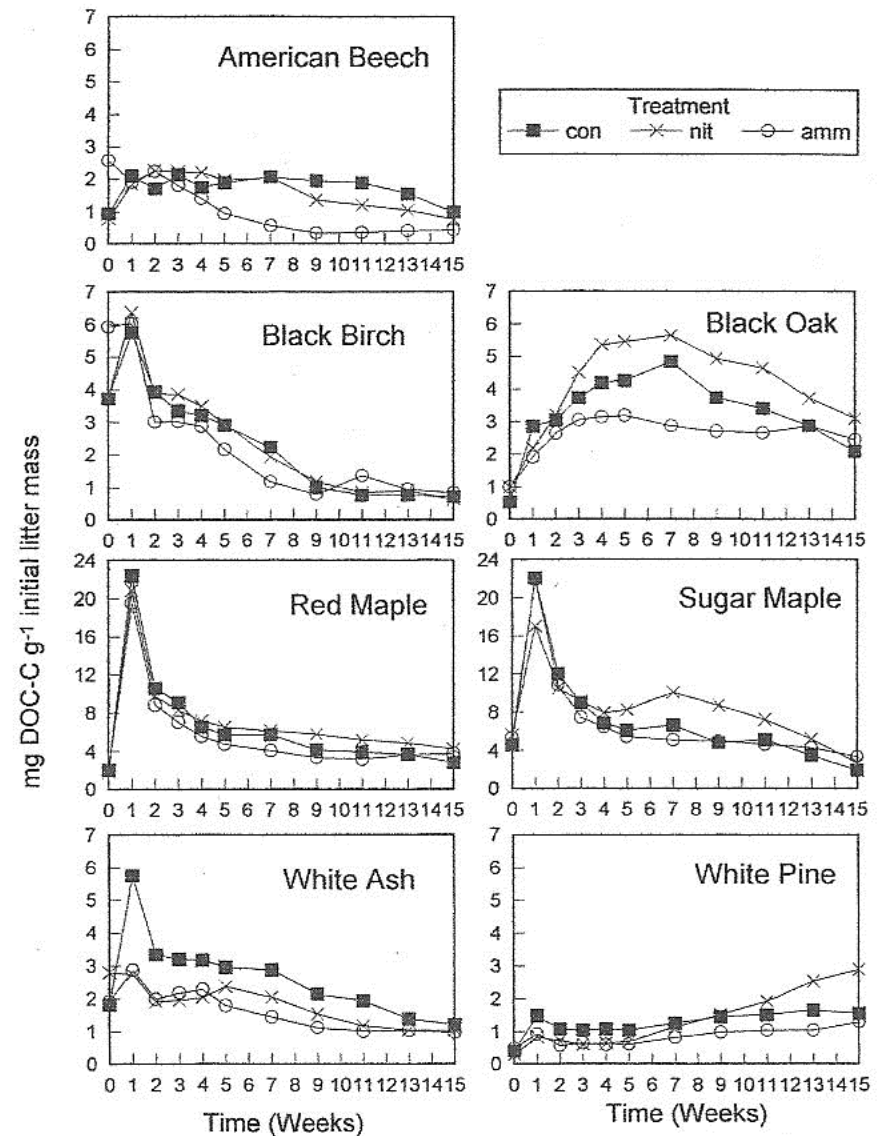 7
6
5
4
3
2
1
0
American Beech
0 1 2 3 4 5 6 7 8 9 10 11 12 13 14 15
Treatment
con nit amm
7
6
5
4
3
2
1
0
Black Birch
0 1 2 3 4 5 6 7 8 9 10 11 12 13 14 15
7
6
5
4
3
2
1
0
Black Oak
0 1 2 3 4 5 6 7 8 9 10 11 12 13 14 15
mg DOC-C g-1 initial litter mass
24
20
16
12
8
4
0
Red Maple
0 1 2 3 4 5 6 7 8 9 10 11 12 13 14 15
24
20
16
12
8
4
0
Sugar Maple
0 1 2 3 4 5 6 7 8 9 10 11 12 13 14 15
7
6
5
4
3
2
1
0
White Ash
0 1 2 3 4 5 6 7 8 9 10 11 12 13 14 15
Time (Weeks)
7
6
5
4
3
2
1
0
White Pine
0 1 2 3 4 5 6 7 8 9 10 11 12 13 14 15
Time (Weeks)